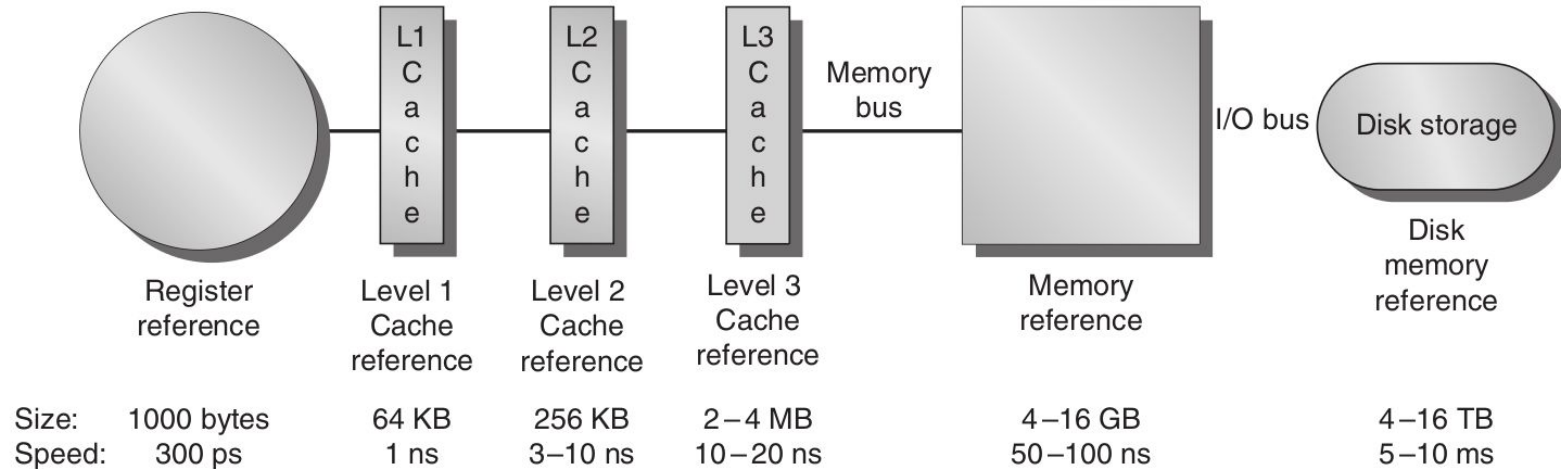 L1
C
a
c
h
e
L2
C
a
c
h
e
L3
C
a
c
h
e
Memory
bus
I/O bus
Disk storage
Register
reference
Level 1
Cache
reference
Level 2
Cache
reference
Level 3
Cache
reference
Memory
reference
Disk
memory
reference
Size: 1000 bytes 64 KB 256 KB 2–4 MB 4–16 GB 4–16 TB
Speed: 300 ps 1 ns 3–10 ns 10–20 ns 50–100 ns 5–10 ms